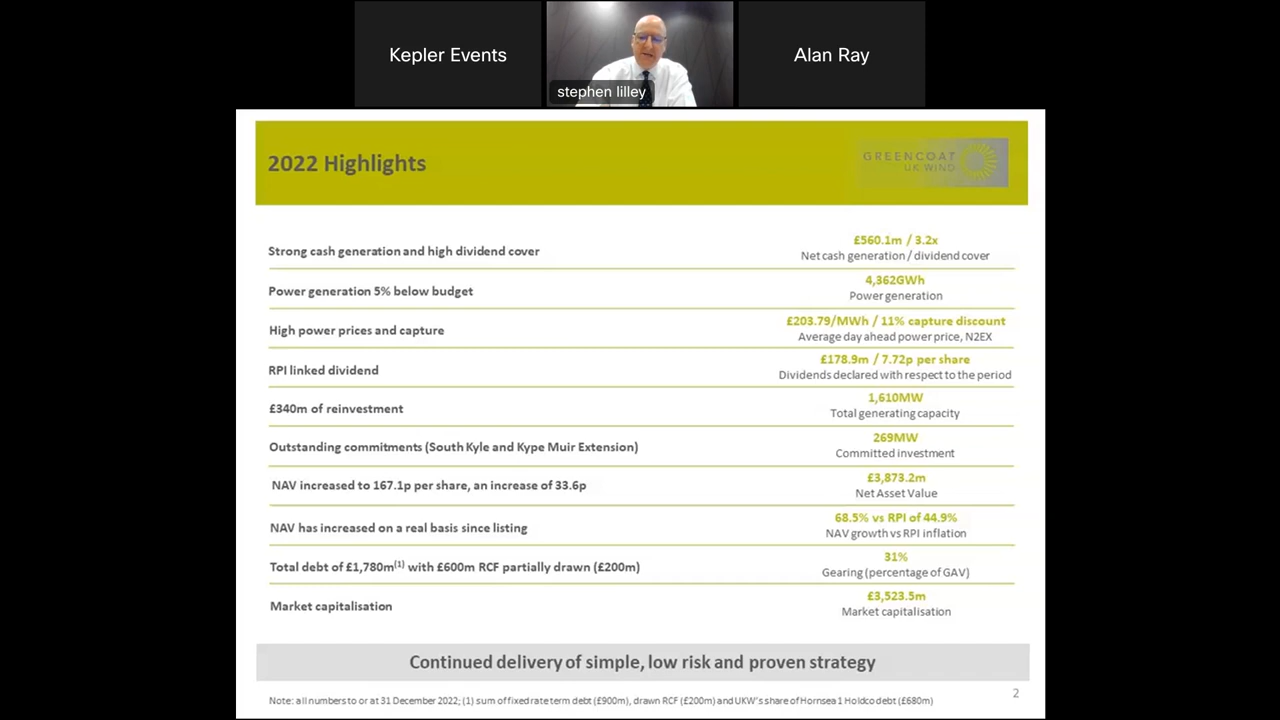 Kepler Events
stephen lilley
Alan Ray
2022 Highlights
GREENCOAT
UK WIND
Strong cash generation and high dividend cover
£560.1m / 3.2x
Net cash generation / dividend cover
Power generation 5% below budget
4,362GWh
Power generation
High power prices and capture
£203.79/MWh / 11% capture discount
Average day ahead power price, N2EX
RPI linked dividend
£178.9m / 7.72p per share
Dividends declared with respect to the period
£340m of reinvestment
1,610MW
Total generating capacity
Outstanding commitments (South Kyle and Kype Muir Extension)
269MW
Committed investment
NAV increased to 167.1p per share, an increase of 33.6p
£3,873.2m
Net Asset Value
NAV has increased on a real basis since listing
68.5% vs RPI of 44.9%
NAV growth vs RPI inflation
Total debt of £1,780m(1) with £600m RCF partially drawn (£200m)
31%
Gearing (percentage of GAV)
Market capitalisation
£3,523.5m
Market capitalisation
Continued delivery of simple, low risk and proven strategy
Note: all numbers to or at 31 December 2022; (1) sum of fixed rate term debt (£900m), drawn RCF (£200m) and UKW's share of Hornsea 1 Holdco debt (£680m)
2